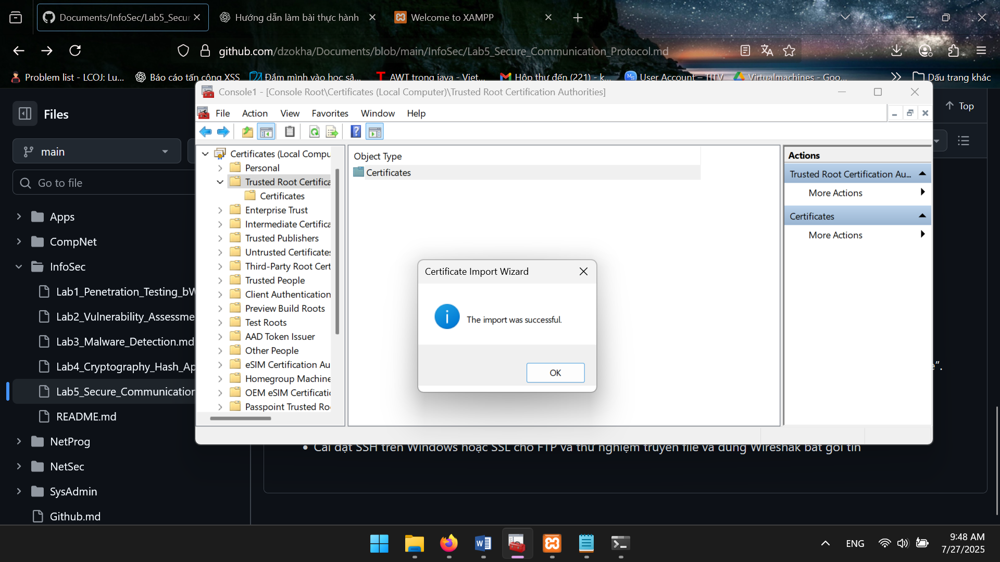 Documents/InfoSec/Lab5_Secur
Hướng dẫn làm bài thực hành
Welcome to XAMPP
github.com/dzokha/Documents/blob/main/InfoSec/Lab5_Secure_Communication_Protocol.md
Problem list - LCOJ: Lu...
Báo cáo tấn công XSS
Đắm mình vào học sâ...
AWT trong java - Viet...
Hộp thư đến (221) - k...
User Account – TITV
Virtualmachines - Goo...
Dấu trang khác
Files
main
Go to file
Apps
CompNet
InfoSec
Lab1_Penetration_Testing_bW
Lab2_Vulnerability_Assessme
Lab3_Malware_Detection.md
Lab4_Cryptography_Hash_Ap
Lab5_Secure_Communication
README.md
NetProg
NetSec
SysAdmin
Github.md
Top
Console1 - [Console Root\Certificates (Local Computer)\Trusted Root Certification Authorities]
File Action View Favorites Window Help
Certificates (Local Compu
Personal
Trusted Root Certifica
Certificates
Enterprise Trust
Intermediate Certifica
Trusted Publishers
Untrusted Certificates
Third-Party Root Cert
Trusted People
Client Authentication
Preview Build Roots
Test Roots
AAD Token Issuer
Other People
eSIM Certification Au
Homegroup Machine
OEM eSIM Certificatio
Passpoint Trusted Ro
Object Type
Certificates
Actions
Trusted Root Certification Au...
More Actions
Certificates
More Actions
Certificate Import Wizard
The import was successful.
OK
e”.
Cài đặt SSH trên Windows hoặc SSL cho FTP và thử nghiệm truyền file và dùng Wireshak bắt gói tin
ENG
9:48 AM
7/27/2025